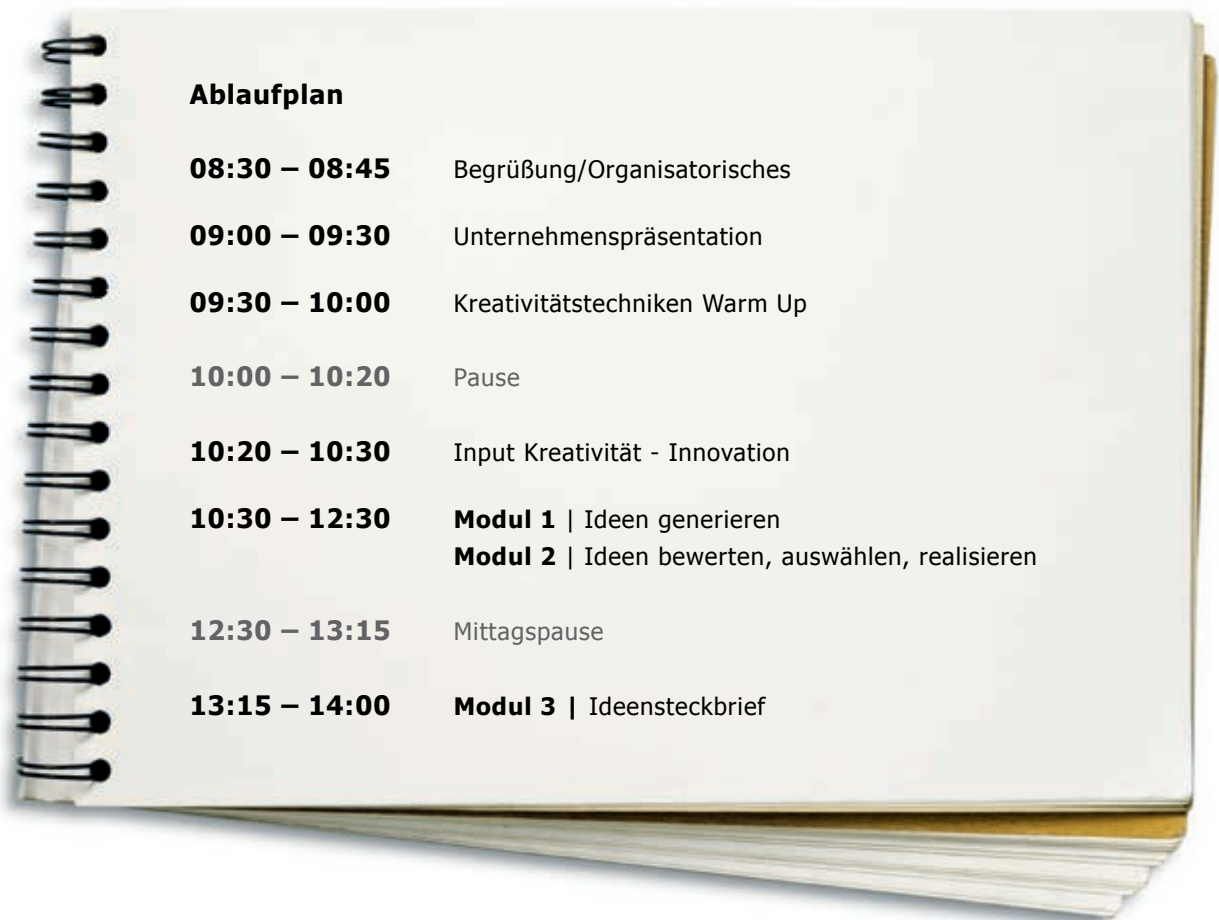 Ablaufplan
08:30 – 08:45 Begrüßung/Organisatorisches
09:00 – 09:30 Unternehmenspräsentation
09:30 – 10:00 Kreativitätstechniken Warm Up
10:00 – 10:20 Pause
10:20 – 10:30 Input Kreativität - Innovation
10:30 – 12:30 Modul 1 | Ideen generieren
Modul 2 | Ideen bewerten, auswählen, realisieren
12:30 – 13:15 Mittagspause
13:15 – 14:00 Modul 3 | Ideensteckbrief